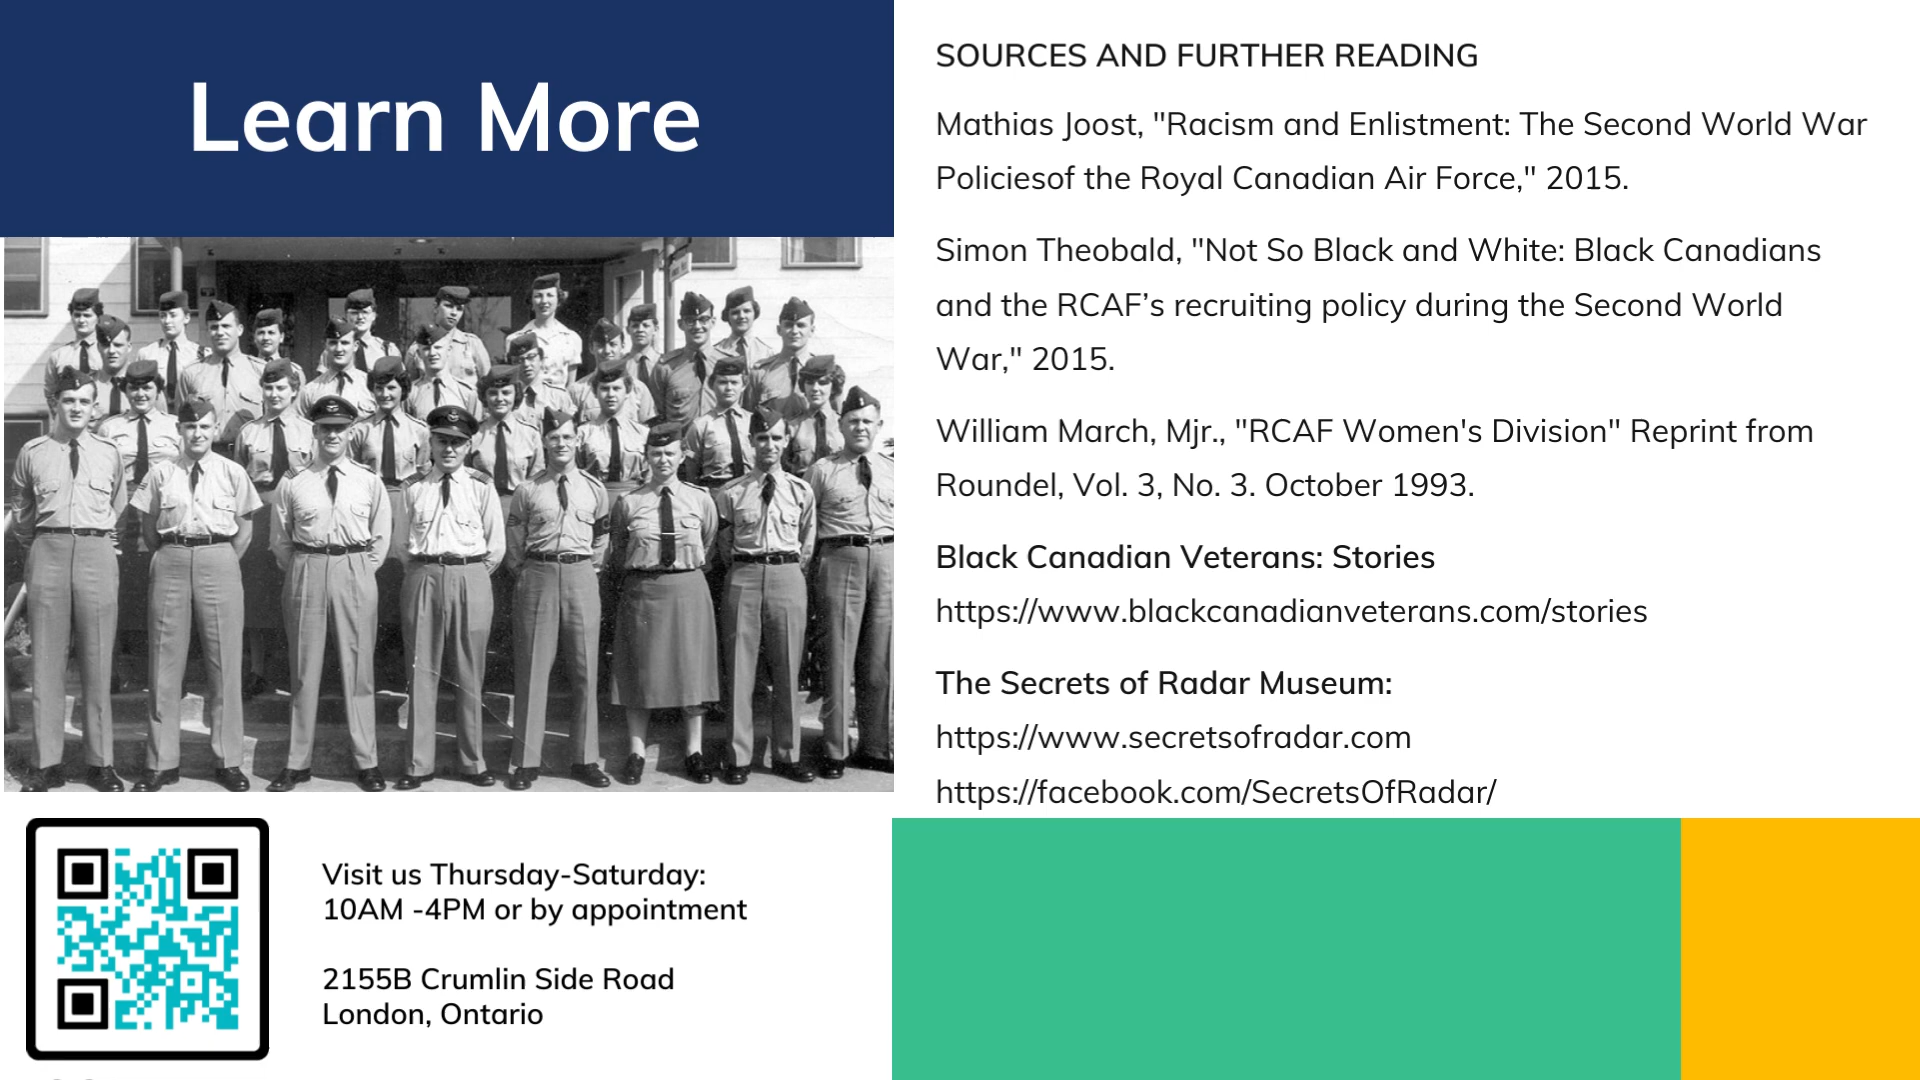 Learn More
SOURCES AND FURTHER READING
Mathias Joost, "Racism and Enlistment: The Second World War
Policiesof the Royal Canadian Air Force," 2015.
Simon Theobald, "Not So Black and White: Black Canadians
and the RCAF’s recruiting policy during the Second World
War," 2015.
William March, Mjr., "RCAF Women's Division" Reprint from
Roundel, Vol. 3, No. 3. October 1993.
Black Canadian Veterans: Stories
https://www.blackcanadianveterans.com/stories
The Secrets of Radar Museum:
https://www.secretsofradar.com
https://facebook.com/SecretsOfRadar/
Visit us Thursday-Saturday:
10AM -4PM or by appointment
2155B Crumlin Side Road
London, Ontario